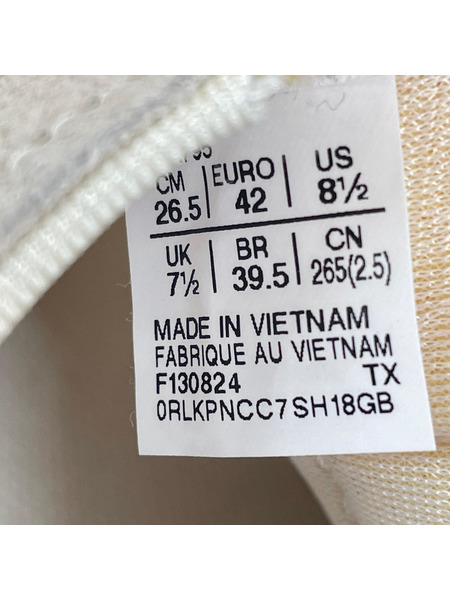 CM EURO US
26.5 42 8½
UK BR CN
7½ 39.5 265(2.5)
MADE IN VIETNAM
FABRIQUE AU VIETNAM
F130824 TX
0RLKPNCC7SH18GB